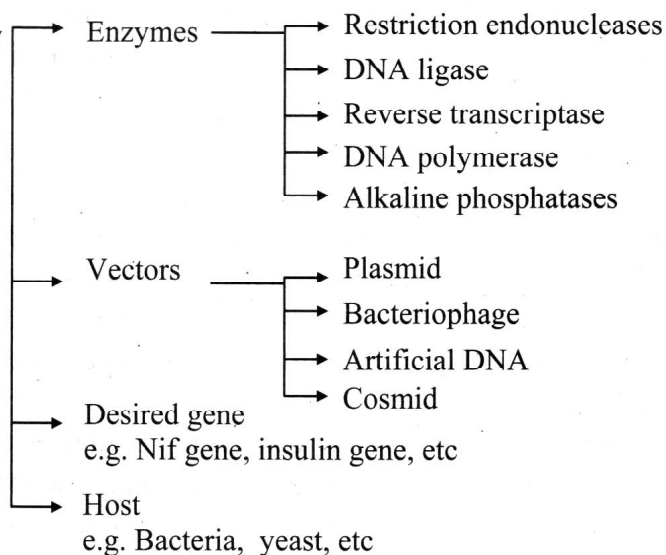 Enzymes
Restriction endonucleases
DNA ligase
Reverse transcriptase
DNA polymerase
Alkaline phosphatases
Vectors
Plasmid
Bacteriophage
Artificial DNA
Cosmid
Desired gene
e.g. Nif gene, insulin gene, etc
Host
e.g. Bacteria, yeast, etc